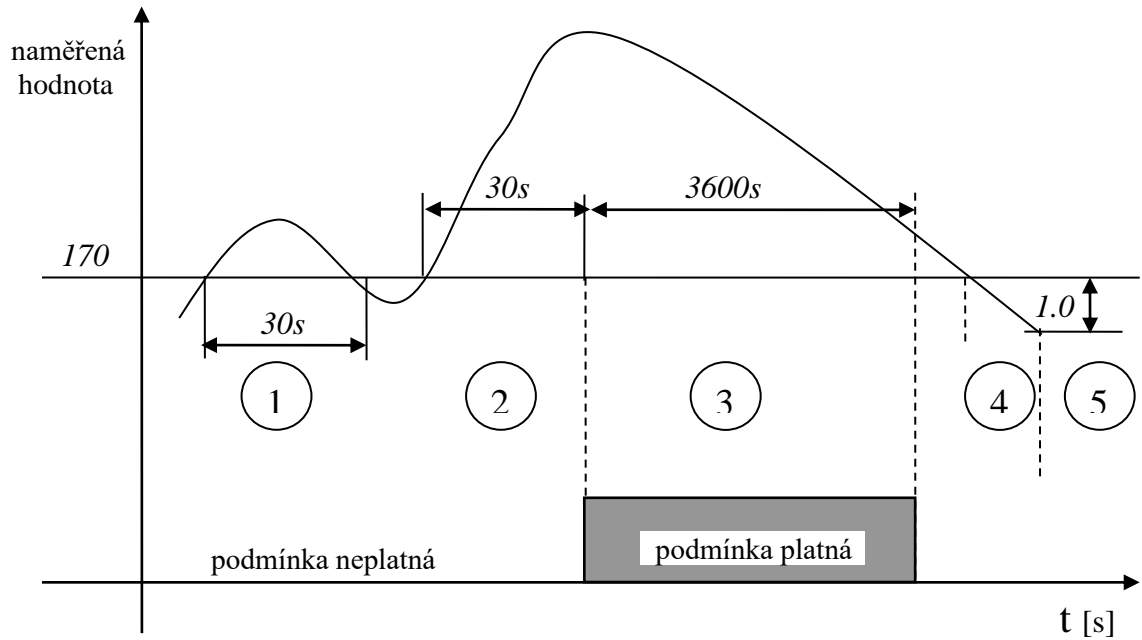 naměřená
hodnota
30s
3600s
170
1.0
30s
1
2
3
4
5
podmínka neplatná
podmínka platná
t [s]